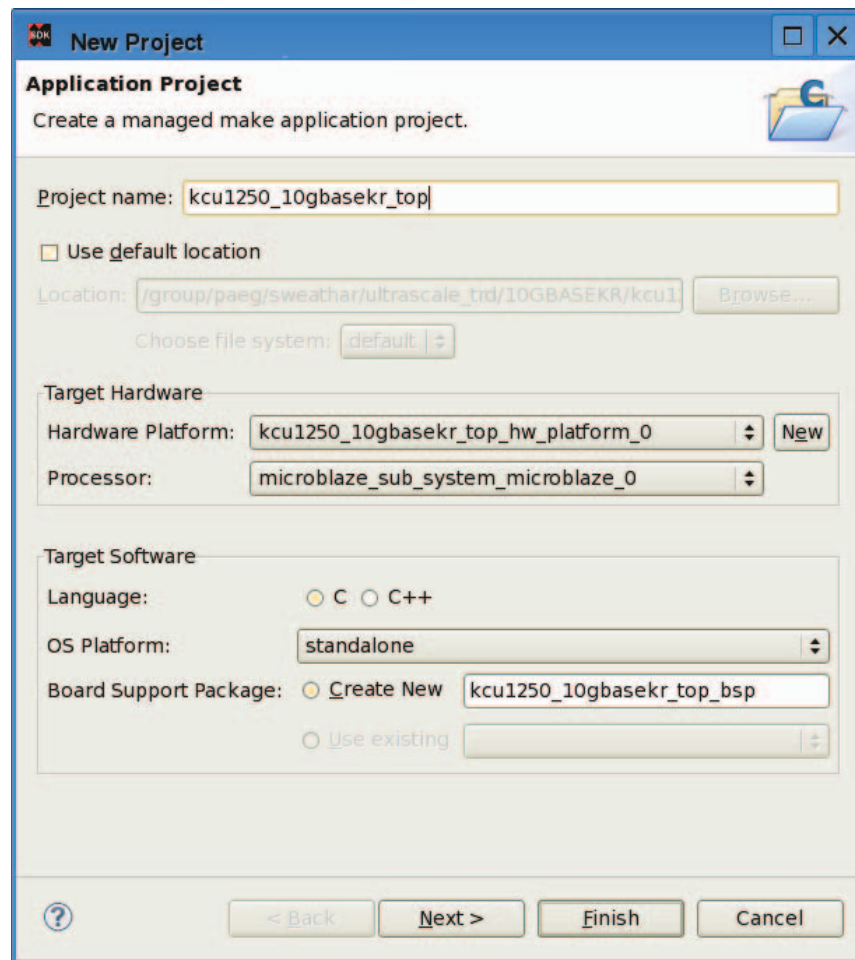 SDK New Project
Application Project
Create a managed make application project.
C
Project name: kcu1250_10gbasekr_top
Use default location
Location: /group/paeg/sweathar/ultrascale_trd/10GBASEKR/kcu1 Browse...
Choose file system: default
Target Hardware
Hardware Platform: kcu1250_10gbasekr_top_hw_platform_0 New
Processor: microblaze_sub_system_microblaze_0
Target Software
Language: C C++
OS Platform: standalone
Board Support Package: Create New kcu1250_10gbasekr_top_bsp
Use existing
? < Back Next > Finish Cancel